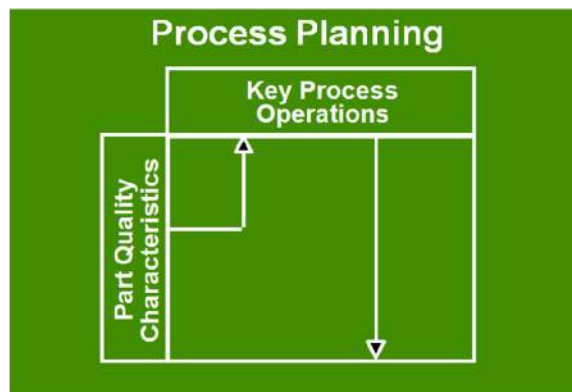 Process Planning
Key Process
Operations
Part Quality
Characteristics